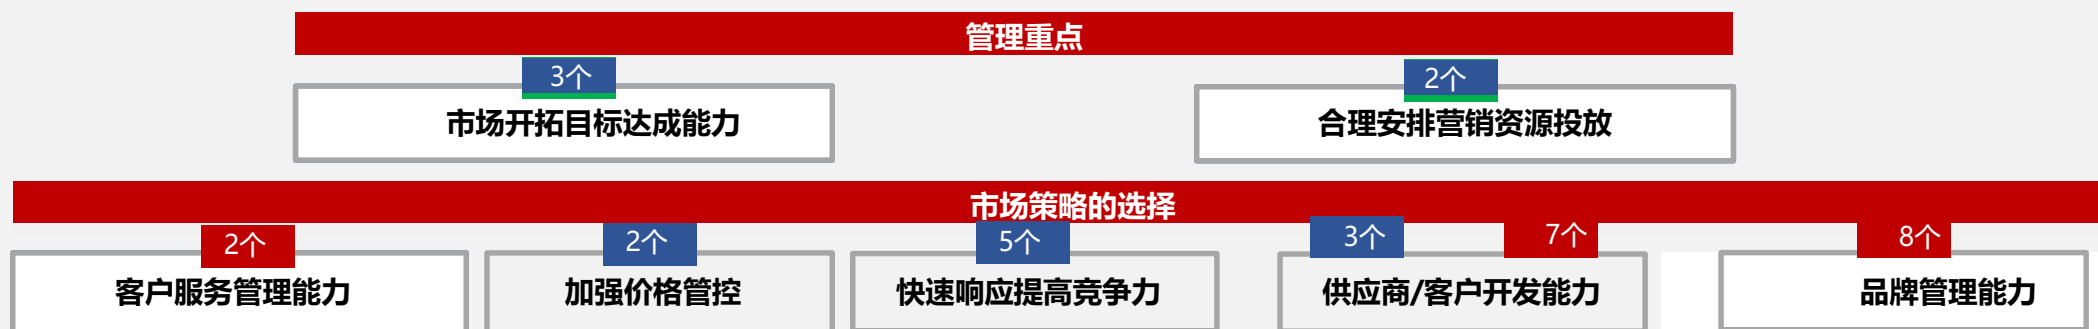 管理重点
3个
市场开拓目标达成能力
2个
合理安排营销资源投放
市场策略的选择
2个
客户服务管理能力
2个
加强价格管控
5个
快速响应提高竞争力
3个
7个
供应商/客户开发能力
8个
品牌管理能力